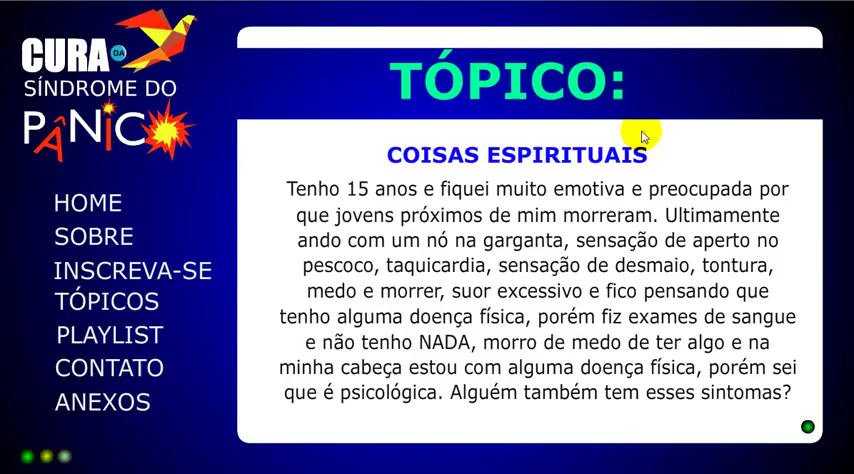 CURA DA
SÍNDROME DO
PÂNICO
HOME
SOBRE
INSCREVA-SE
TÓPICOS
PLAYLIST
CONTATO
ANEXOS
TÓPICO:
COISAS ESPIRITUAIS
Tenho 15 anos e fiquei muito emotiva e preocupada por
que jovens próximos de mim morreram. Ultimamente
ando com um nó na garganta, sensação de aperto no
pescoco, taquicardia, sensação de desmaio, tontura,
medo e morrer, suor excessivo e fico pensando que
tenho alguma doença física, porém fiz exames de sangue
e não tenho NADA, morro de medo de ter algo e na
minha cabeça estou com alguma doença física, porém sei
que é psicológica. Alguém também tem esses sintomas?